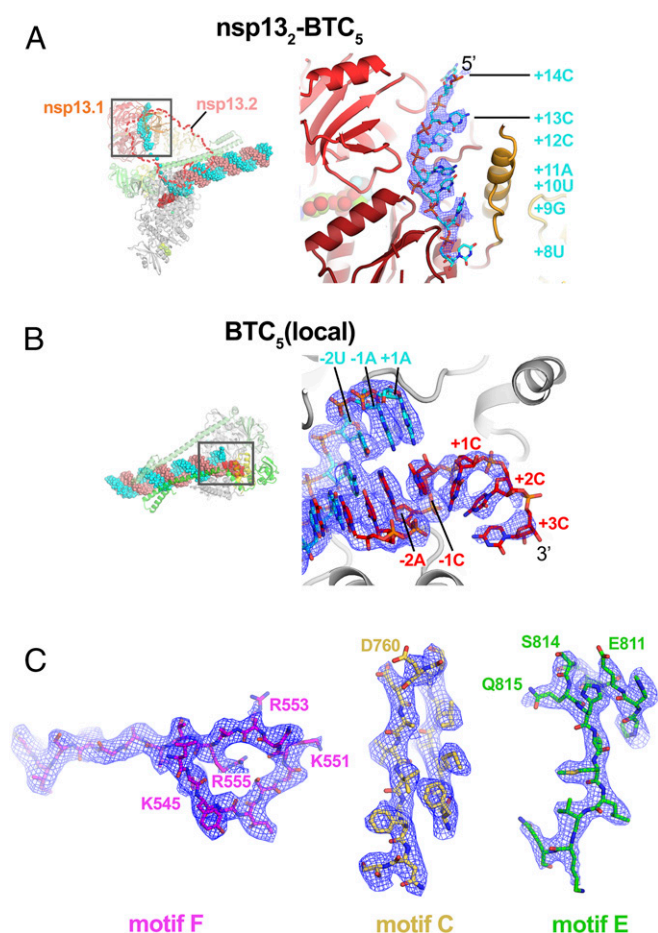 A
nsp13₂-BTC₅
nsp13.1
nsp13.2
5’
+14C
+13C
+12C
+11A
+10U
+9G
+8U
B
BTC₅(local)
-2U -1A +1A
+1C
+2C
+3C
-2A
-1C
3’
C
R553
K551
R555
K545
motif F
D760
motif C
S814
E811
Q815
motif E